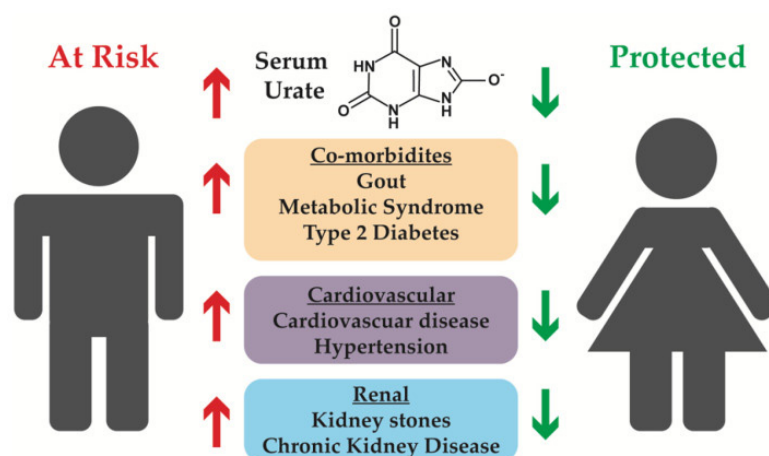 At Risk
Serum
Urate
O
HN
N
O
N
H
N
H
O-
Protected
Co-morbidites
Gout
Metabolic Syndrome
Type 2 Diabetes
Cardiovascular
Cardiovascuar disease
Hypertension
Renal
Kidney stones
Chronic Kidney Disease